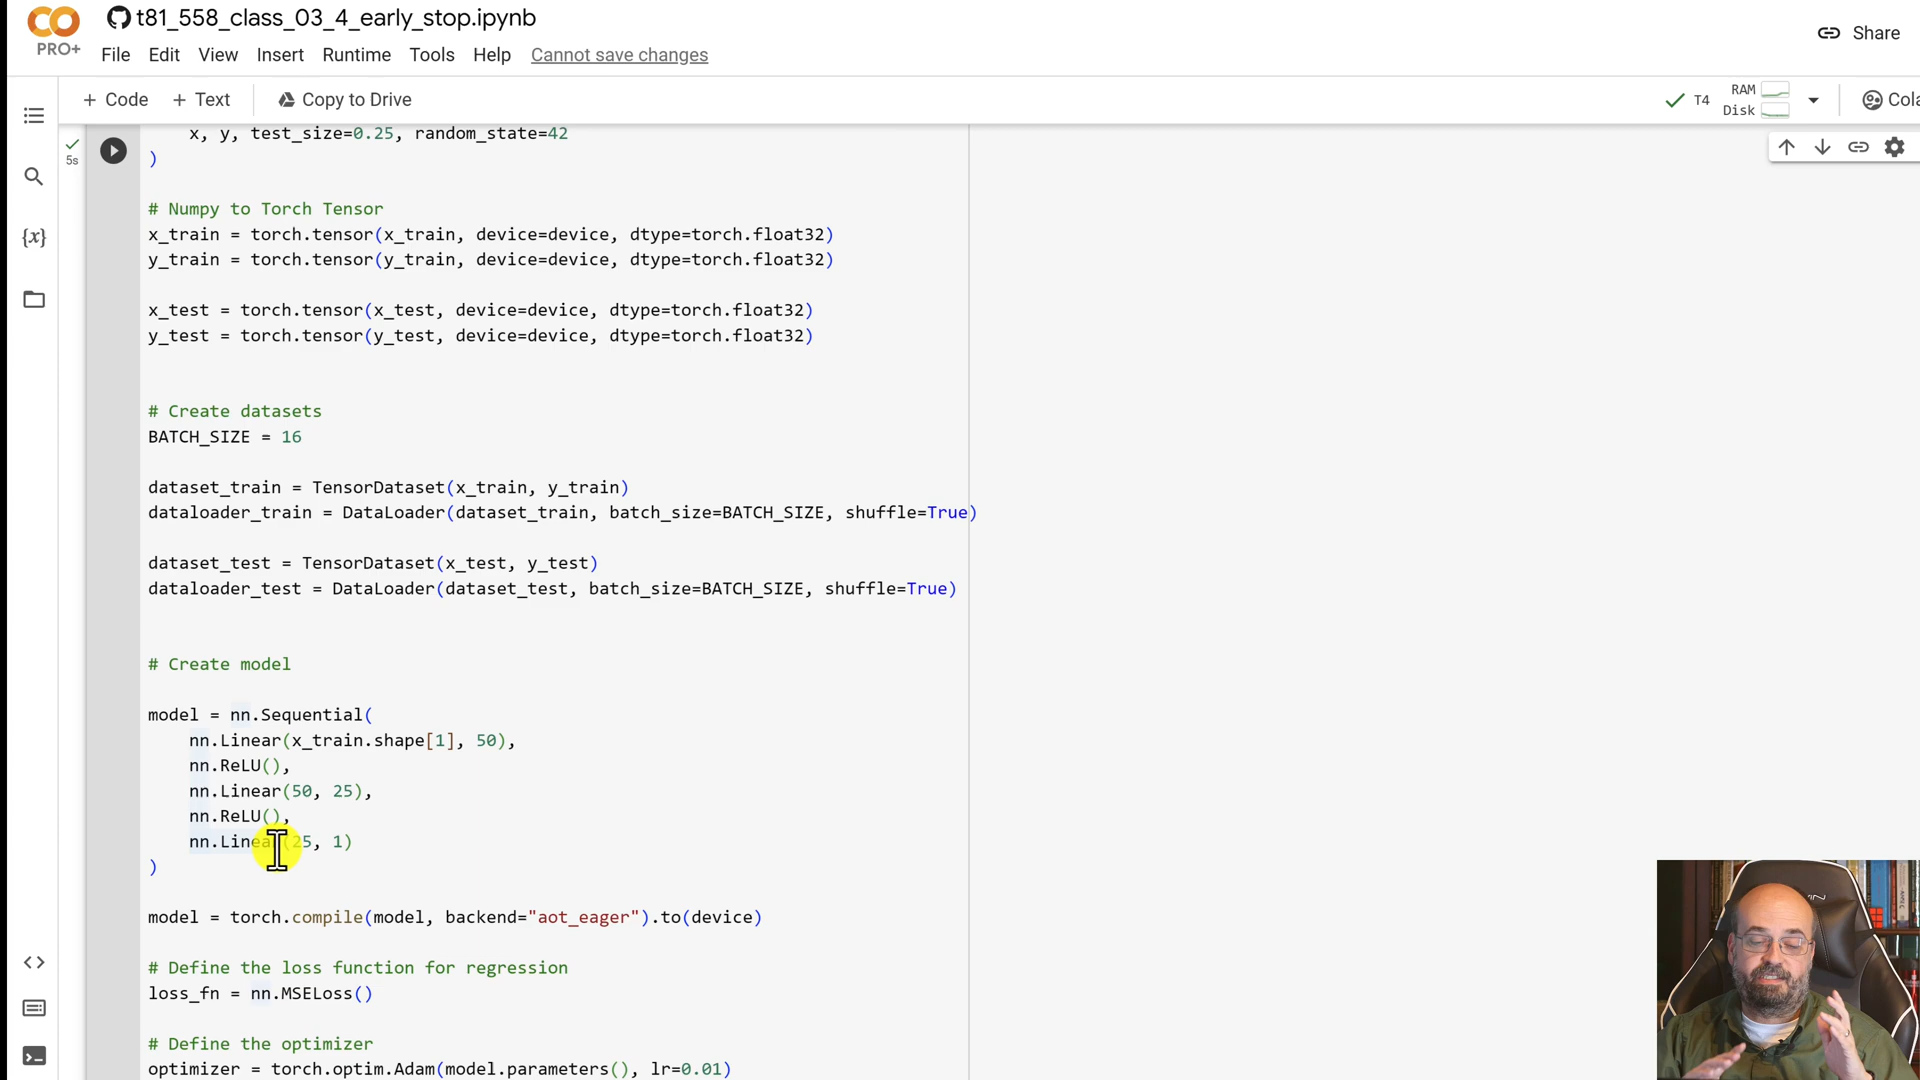 t81_558_class_03_4_early_stop.ipynb
PRO+
File Edit View Insert Runtime Tools Help Cannot save changes
Share
+ Code + Text Copy to Drive
T4 RAM Disk
5s
x, y, test_size=0.25, random_state=42
)
# Numpy to Torch Tensor
x_train = torch.tensor(x_train, device=device, dtype=torch.float32)
y_train = torch.tensor(y_train, device=device, dtype=torch.float32)
x_test = torch.tensor(x_test, device=device, dtype=torch.float32)
y_test = torch.tensor(y_test, device=device, dtype=torch.float32)
# Create datasets
BATCH_SIZE = 16
dataset_train = TensorDataset(x_train, y_train)
dataloader_train = DataLoader(dataset_train, batch_size=BATCH_SIZE, shuffle=True)
dataset_test = TensorDataset(x_test, y_test)
dataloader_test = DataLoader(dataset_test, batch_size=BATCH_SIZE, shuffle=True)
# Create model
model = nn.Sequential(
nn.Linear(x_train.shape[1], 50),
nn.ReLU(),
nn.Linear(50, 25),
nn.ReLU(),
nn.Linear(25, 1)
)
model = torch.compile(model, backend="aot_eager").to(device)
# Define the loss function for regression
loss_fn = nn.MSELoss()
# Define the optimizer
optimizer = torch.optim.Adam(model.parameters(), lr=0.01)